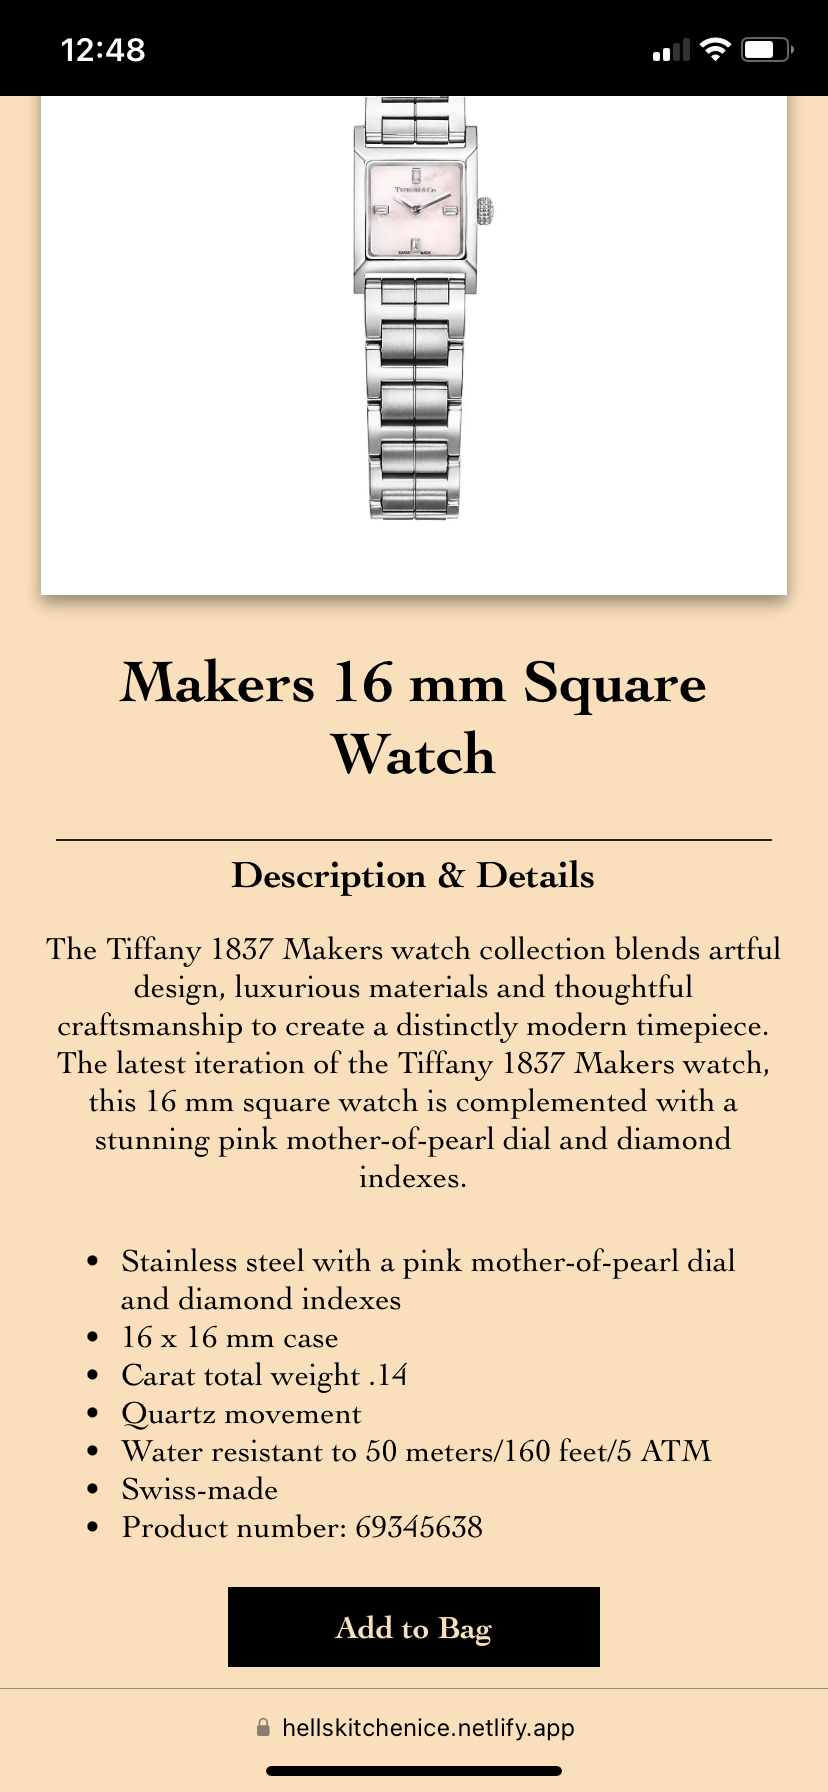 12:48
TIFFANY & CO.
SWISS MADE
Makers 16 mm Square
Watch
Description & Details
The Tiffany 1837 Makers watch collection blends artful
design, luxurious materials and thoughtful
craftsmanship to create a distinctly modern timepiece.
The latest iteration of the Tiffany 1837 Makers watch,
this 16 mm square watch is complemented with a
stunning pink mother-of-pearl dial and diamond
indexes.
• Stainless steel with a pink mother-of-pearl dial
and diamond indexes
• 16 x 16 mm case
• Carat total weight .14
• Quartz movement
• Water resistant to 50 meters/160 feet/5 ATM
• Swiss-made
• Product number: 69345638
Add to Bag
hellskitchenice.netlify.app